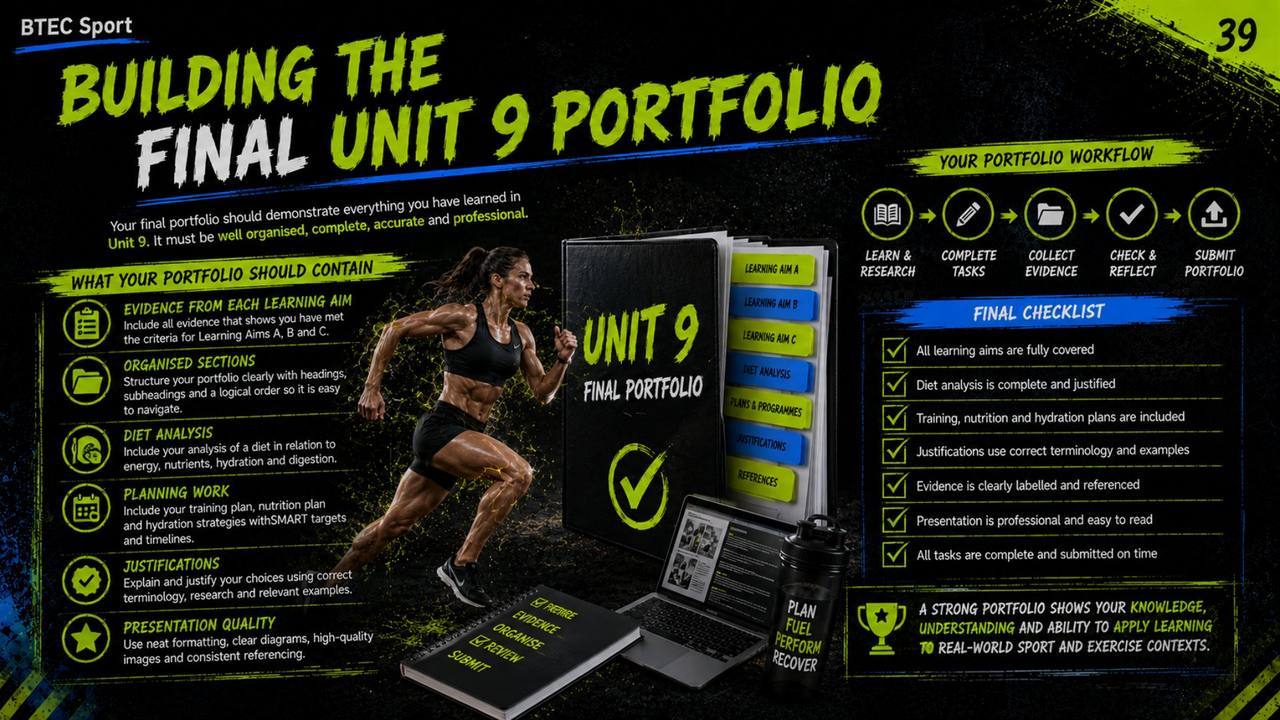 BTEC Sport
39
BUILDING THE
FINAL UNIT 9 PORTFOLIO
Your final portfolio should demonstrate everything you have learned in
Unit 9. It must be well organised, complete, accurate and professional.
WHAT YOUR PORTFOLIO SHOULD CONTAIN
EVIDENCE FROM EACH LEARNING AIM
Include all evidence that shows you have met
the criteria for Learning Aims A, B and C.
ORGANISED SECTIONS
Structure your portfolio clearly with headings,
subheadings and a logical order so it is easy
to navigate.
DIET ANALYSIS
Include your analysis of a diet in relation to
energy, nutrients, hydration and digestion.
PLANNING WORK
Include your training plan, nutrition plan
and hydration strategies withSMART targets
and timelines.
JUSTIFICATIONS
Explain and justify your choices using correct
terminology, research and relevant examples.
PRESENTATION QUALITY
Use neat formatting, clear diagrams, high-quality
images and consistent referencing.
UNIT 9
FINAL PORTFOLIO
LEARNING AIM A
LEARNING AIM B
LEARNING AIM C
DIET ANALYSIS
PLANS & PROGRAMMES
JUSTIFICATIONS
REFERENCES
PREPARE
EVIDENCE
ORGANISE
REVIEW
SUBMIT
PLAN
FUEL
PERFORM
RECOVER
YOUR PORTFOLIO WORKFLOW
LEARN &
RESEARCH
COMPLETE
TASKS
COLLECT
EVIDENCE
CHECK &
REFLECT
SUBMIT
PORTFOLIO
FINAL CHECKLIST
All learning aims are fully covered
Diet analysis is complete and justified
Training, nutrition and hydration plans are included
Justifications use correct terminology and examples
Evidence is clearly labelled and referenced
Presentation is professional and easy to read
All tasks are complete and submitted on time
A STRONG PORTFOLIO SHOWS YOUR KNOWLEDGE,
UNDERSTANDING AND ABILITY TO APPLY LEARNING
TO REAL-WORLD SPORT AND EXERCISE CONTEXTS.